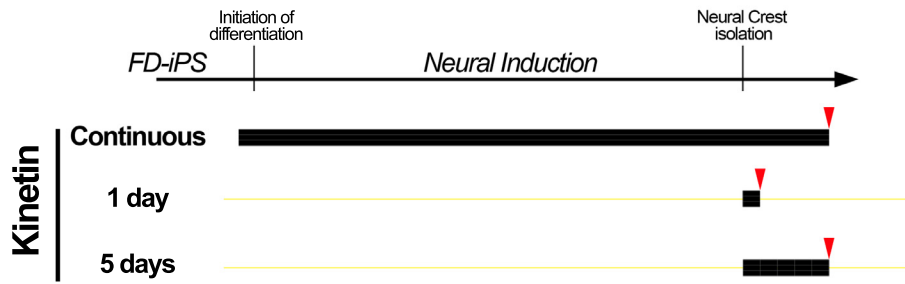 Initiation of
differentiation
Neural Crest
isolation
FD-iPS
Neural Induction
Kinetin
Continuous
1 day
5 days